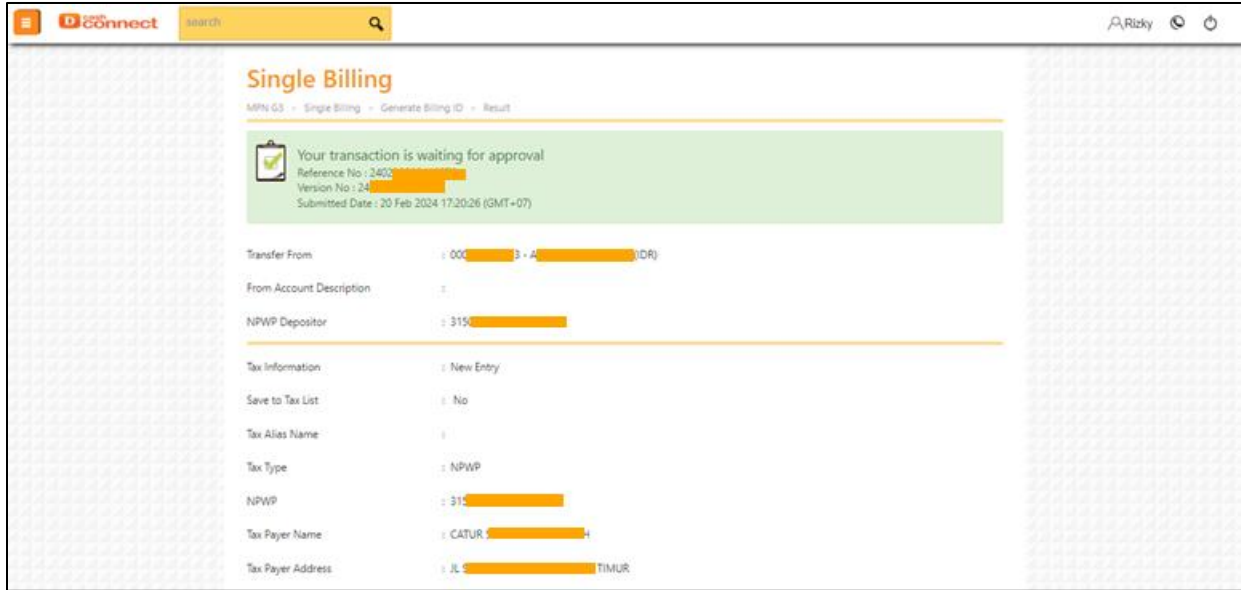 D cash connect
search
Rizky
Single Billing
MPN G3 - Single Billing - Generate Billing ID - Result
Your transaction is waiting for approval
Reference No : 2402
Version No : 24
Submitted Date : 20 Feb 2024 17:20:26 (GMT+07)
Transfer From : 000 3 - A (IDR)
From Account Description :
NPWP Depositor : 3150
Tax Information : New Entry
Save to Tax List : No
Tax Alias Name :
Tax Type : NPWP
NPWP : 315
Tax Payer Name : CATUR S H
Tax Payer Address : JL S TIMUR